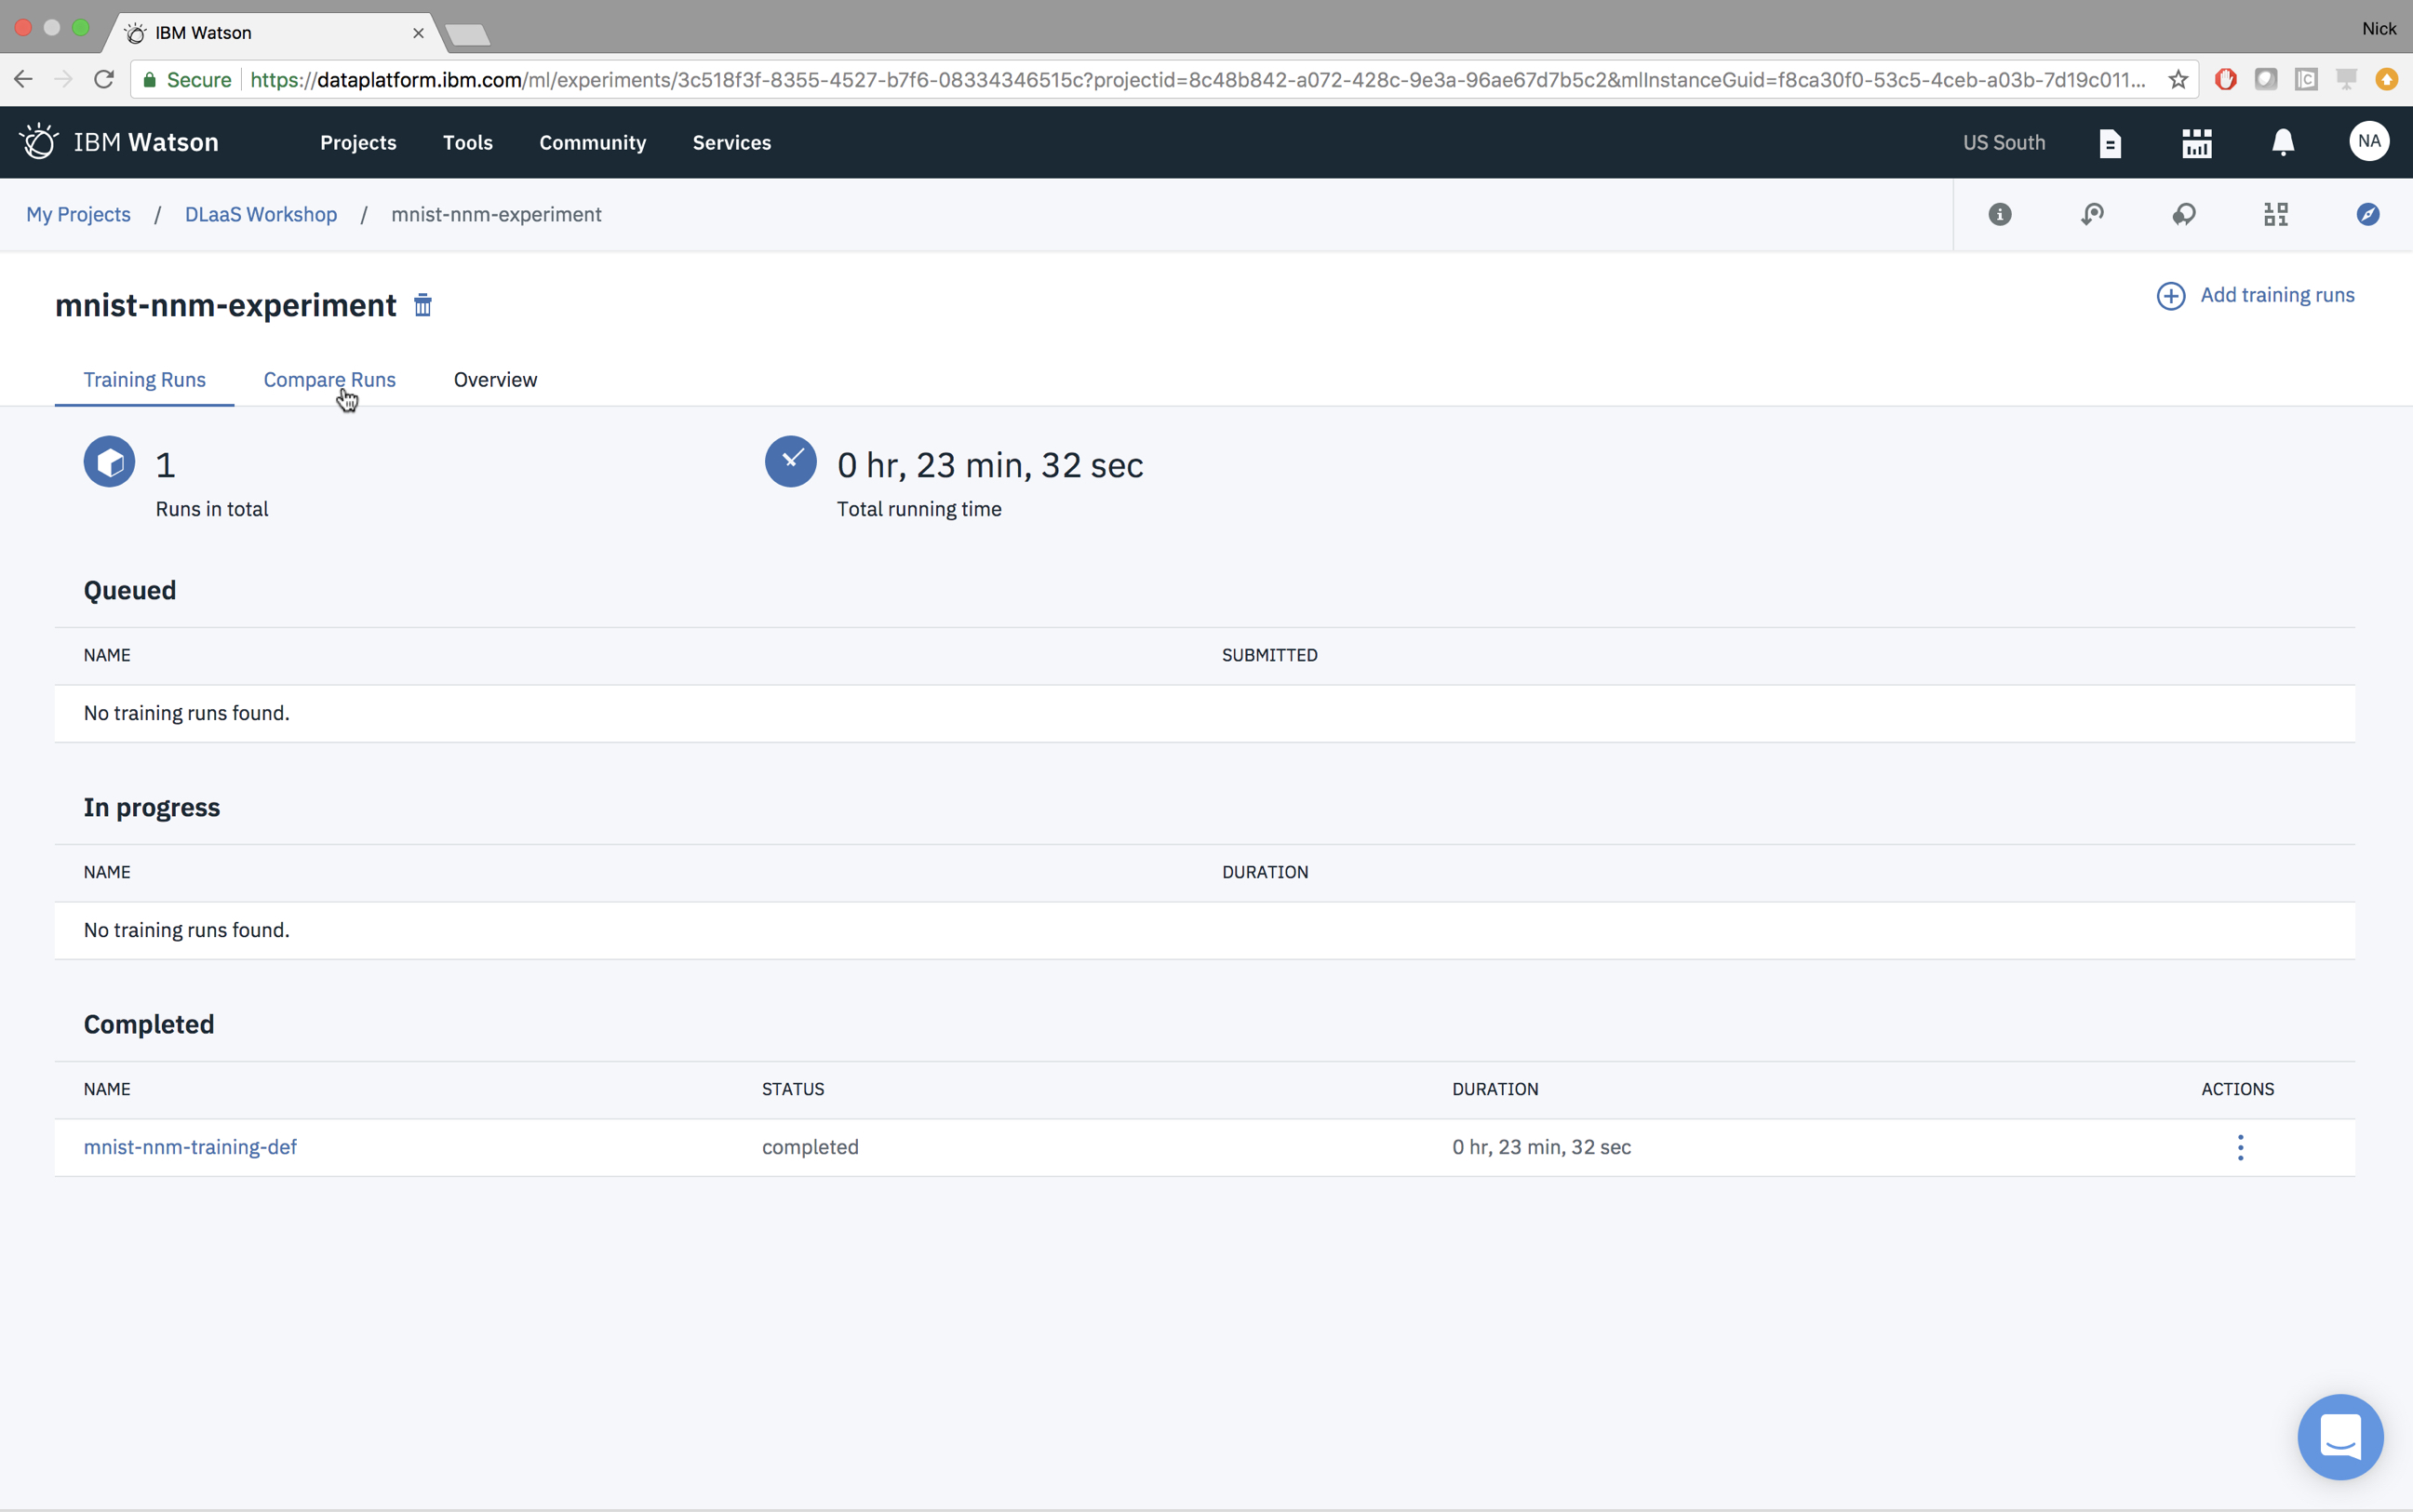 IBM Watson
Nick
Secure https://dataplatform.ibm.com/ml/experiments/3c518f3f-8355-4527-b7f6-08334346515c?projectid=8c48b842-a072-428c-9e3a-96ae67d7b5c2&mlInstanceGuid=f8ca30f0-53c5-4ceb-a03b-7d19c011...
IBM Watson Projects Tools Community Services US South NA
My Projects / DLaaS Workshop / mnist-nnm-experiment
mnist-nnm-experiment
Add training runs
Training Runs Compare Runs Overview
1 0 hr, 23 min, 32 sec
Runs in total Total running time
Queued
NAME SUBMITTED
No training runs found.
In progress
NAME DURATION
No training runs found.
Completed
NAME STATUS DURATION ACTIONS
mnist-nnm-training-def completed 0 hr, 23 min, 32 sec